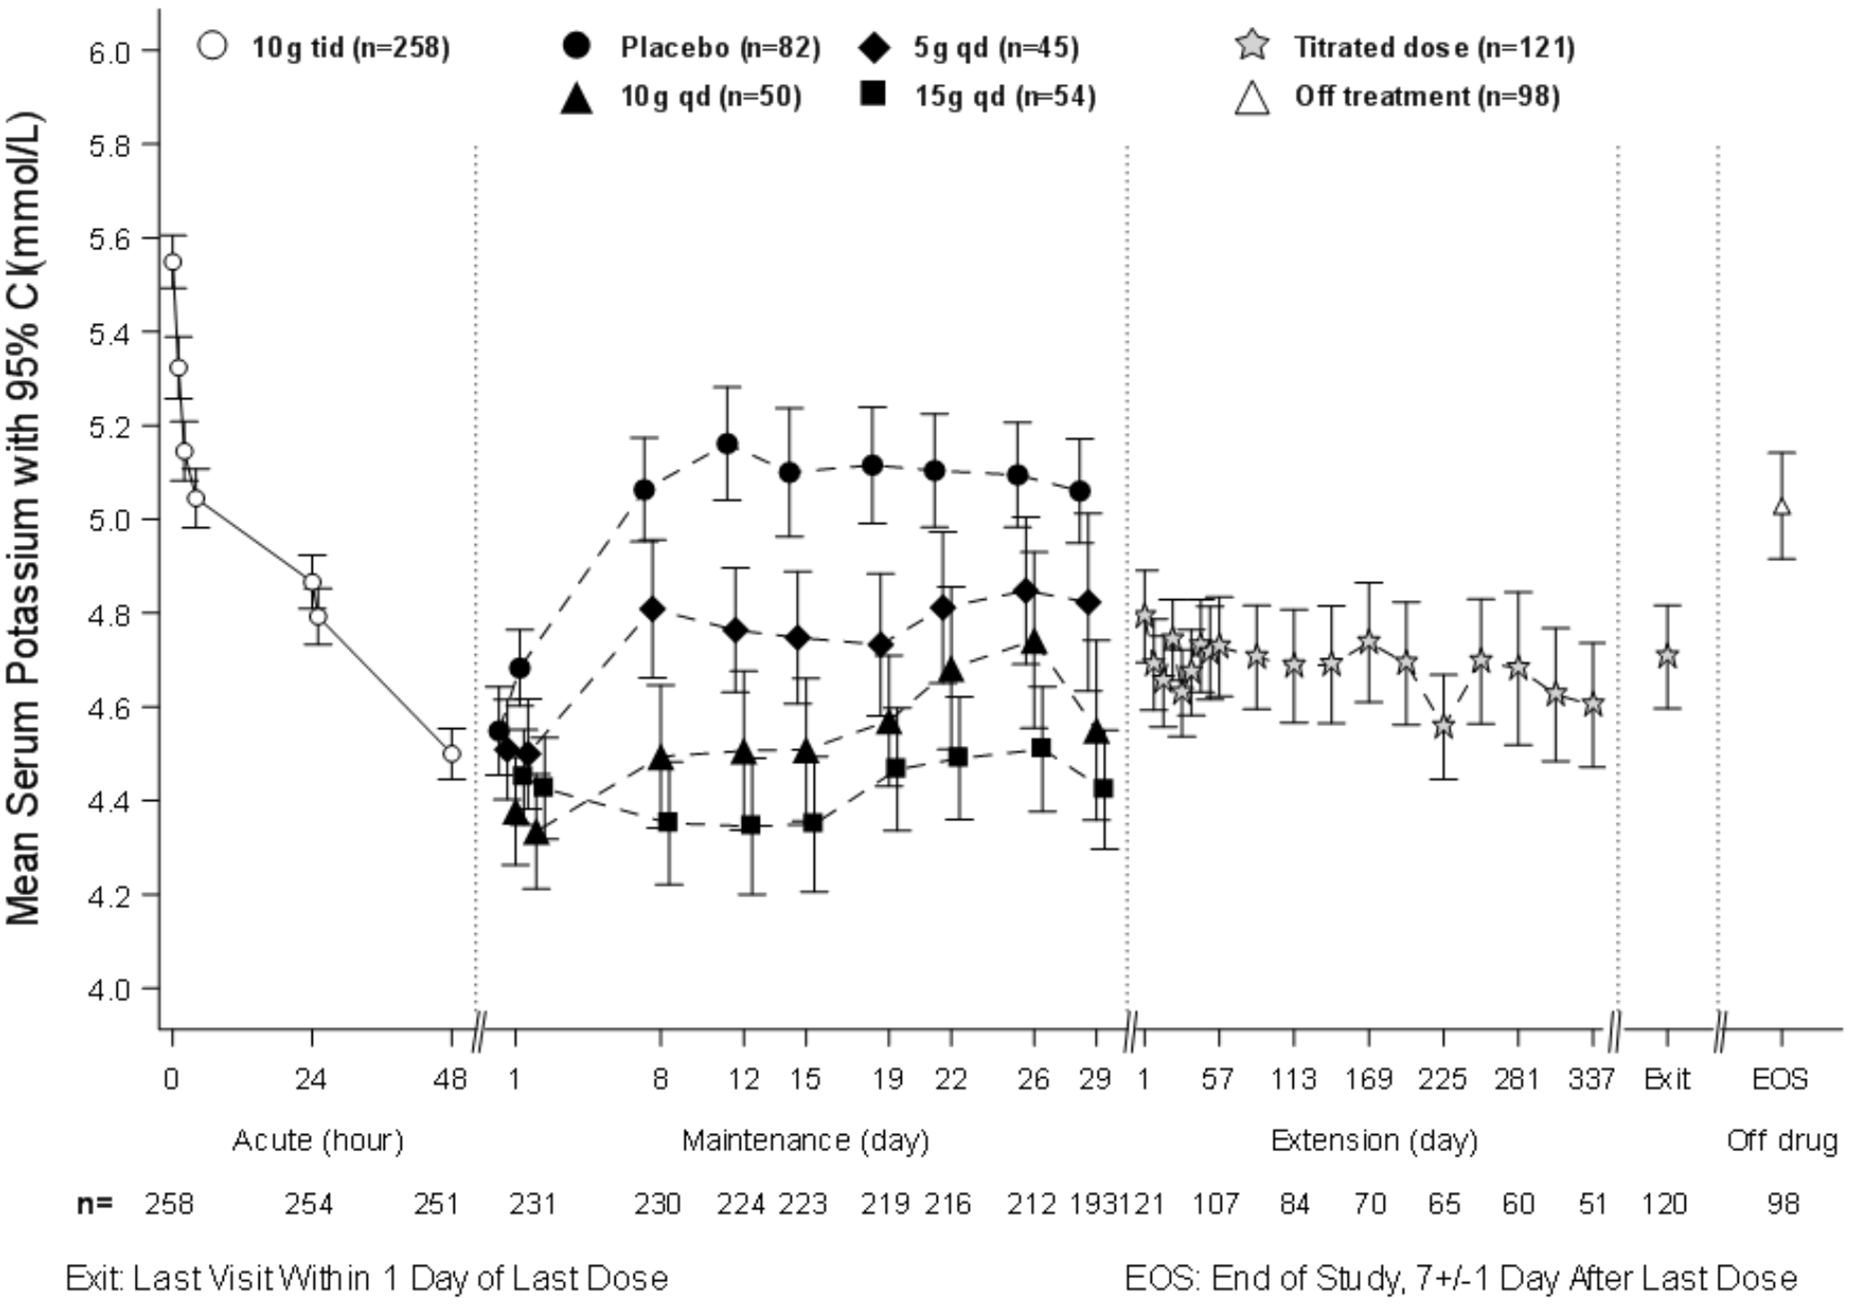 Mean Serum Potassium with 95% CI(mmol/L)
10g tid (n=258) Placebo (n=82) 5g qd (n=45) Titrated dose (n=121)
10g qd (n=50) 15g qd (n=54) Off treatment (n=98)
6.0
5.8
5.6
5.4
5.2
5.0
4.8
4.6
4.4
4.2
4.0
0 24 48 1 8 12 15 19 22 26 29 1 57 113 169 225 281 337 Exit EOS
Acute (hour) Maintenance (day) Extension (day) Off drug
n= 258 254 251 231 230 224 223 219 216 212 193 121 107 84 70 65 60 51 120 98
Exit: Last Visit Within 1 Day of Last Dose EOS: End of Study, 7+/-1 Day After Last Dose